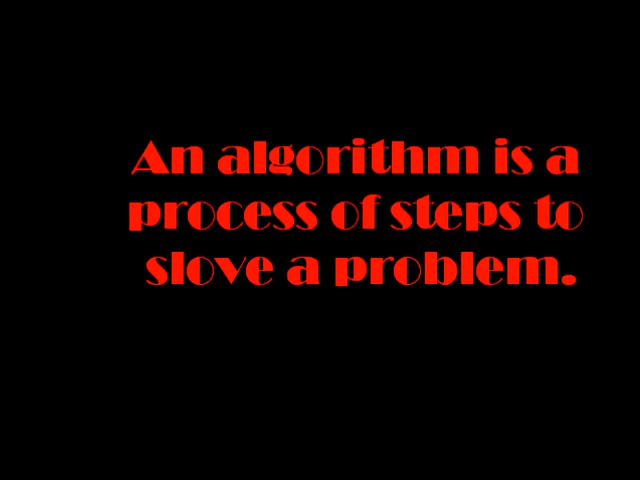 An algorithm is a
process of steps to
slove a problem.